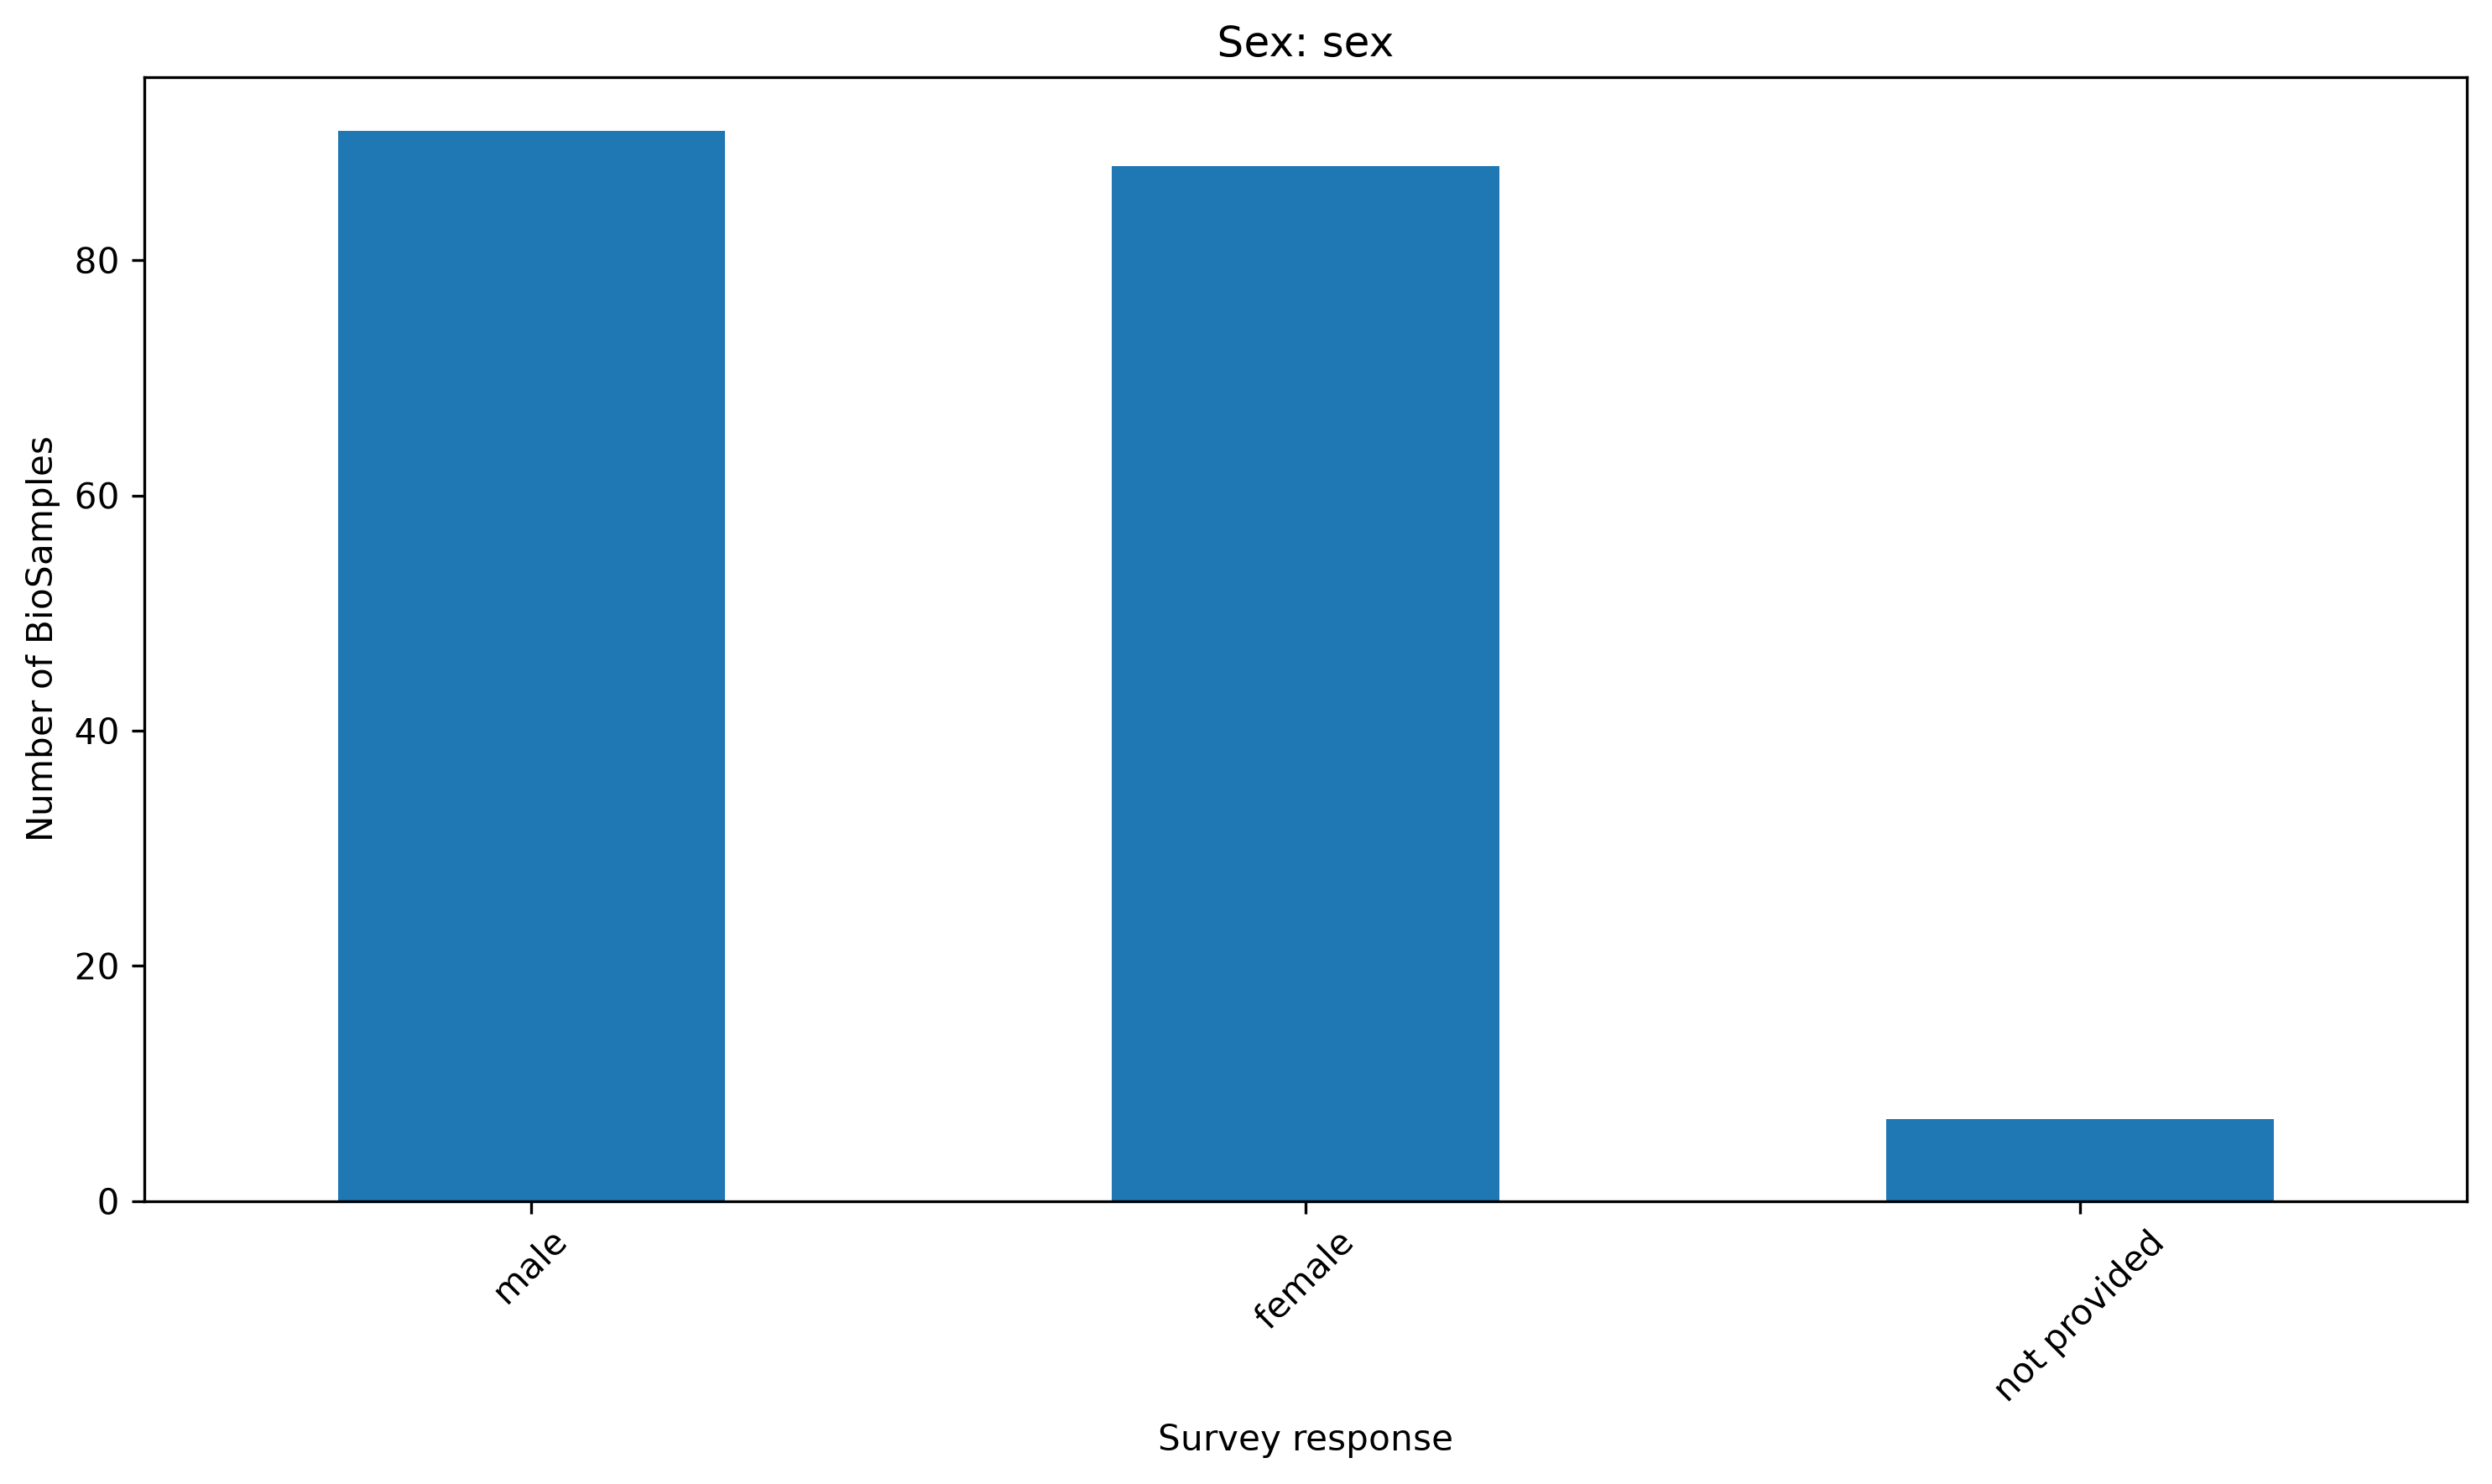 Sex: sex
Number of BioSamples
80
60
40
20
0
male
female
not provided
Survey response